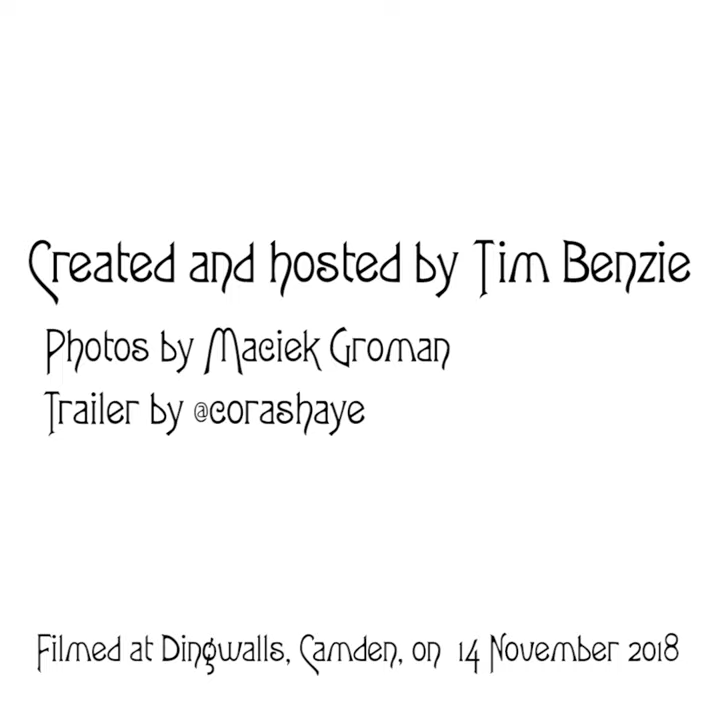 Created and hosted by Tim Benzie
Photos by Maciek Groman
Trailer by @corashaye
Filmed at Dingwalls, Camden, on 14 November 2018